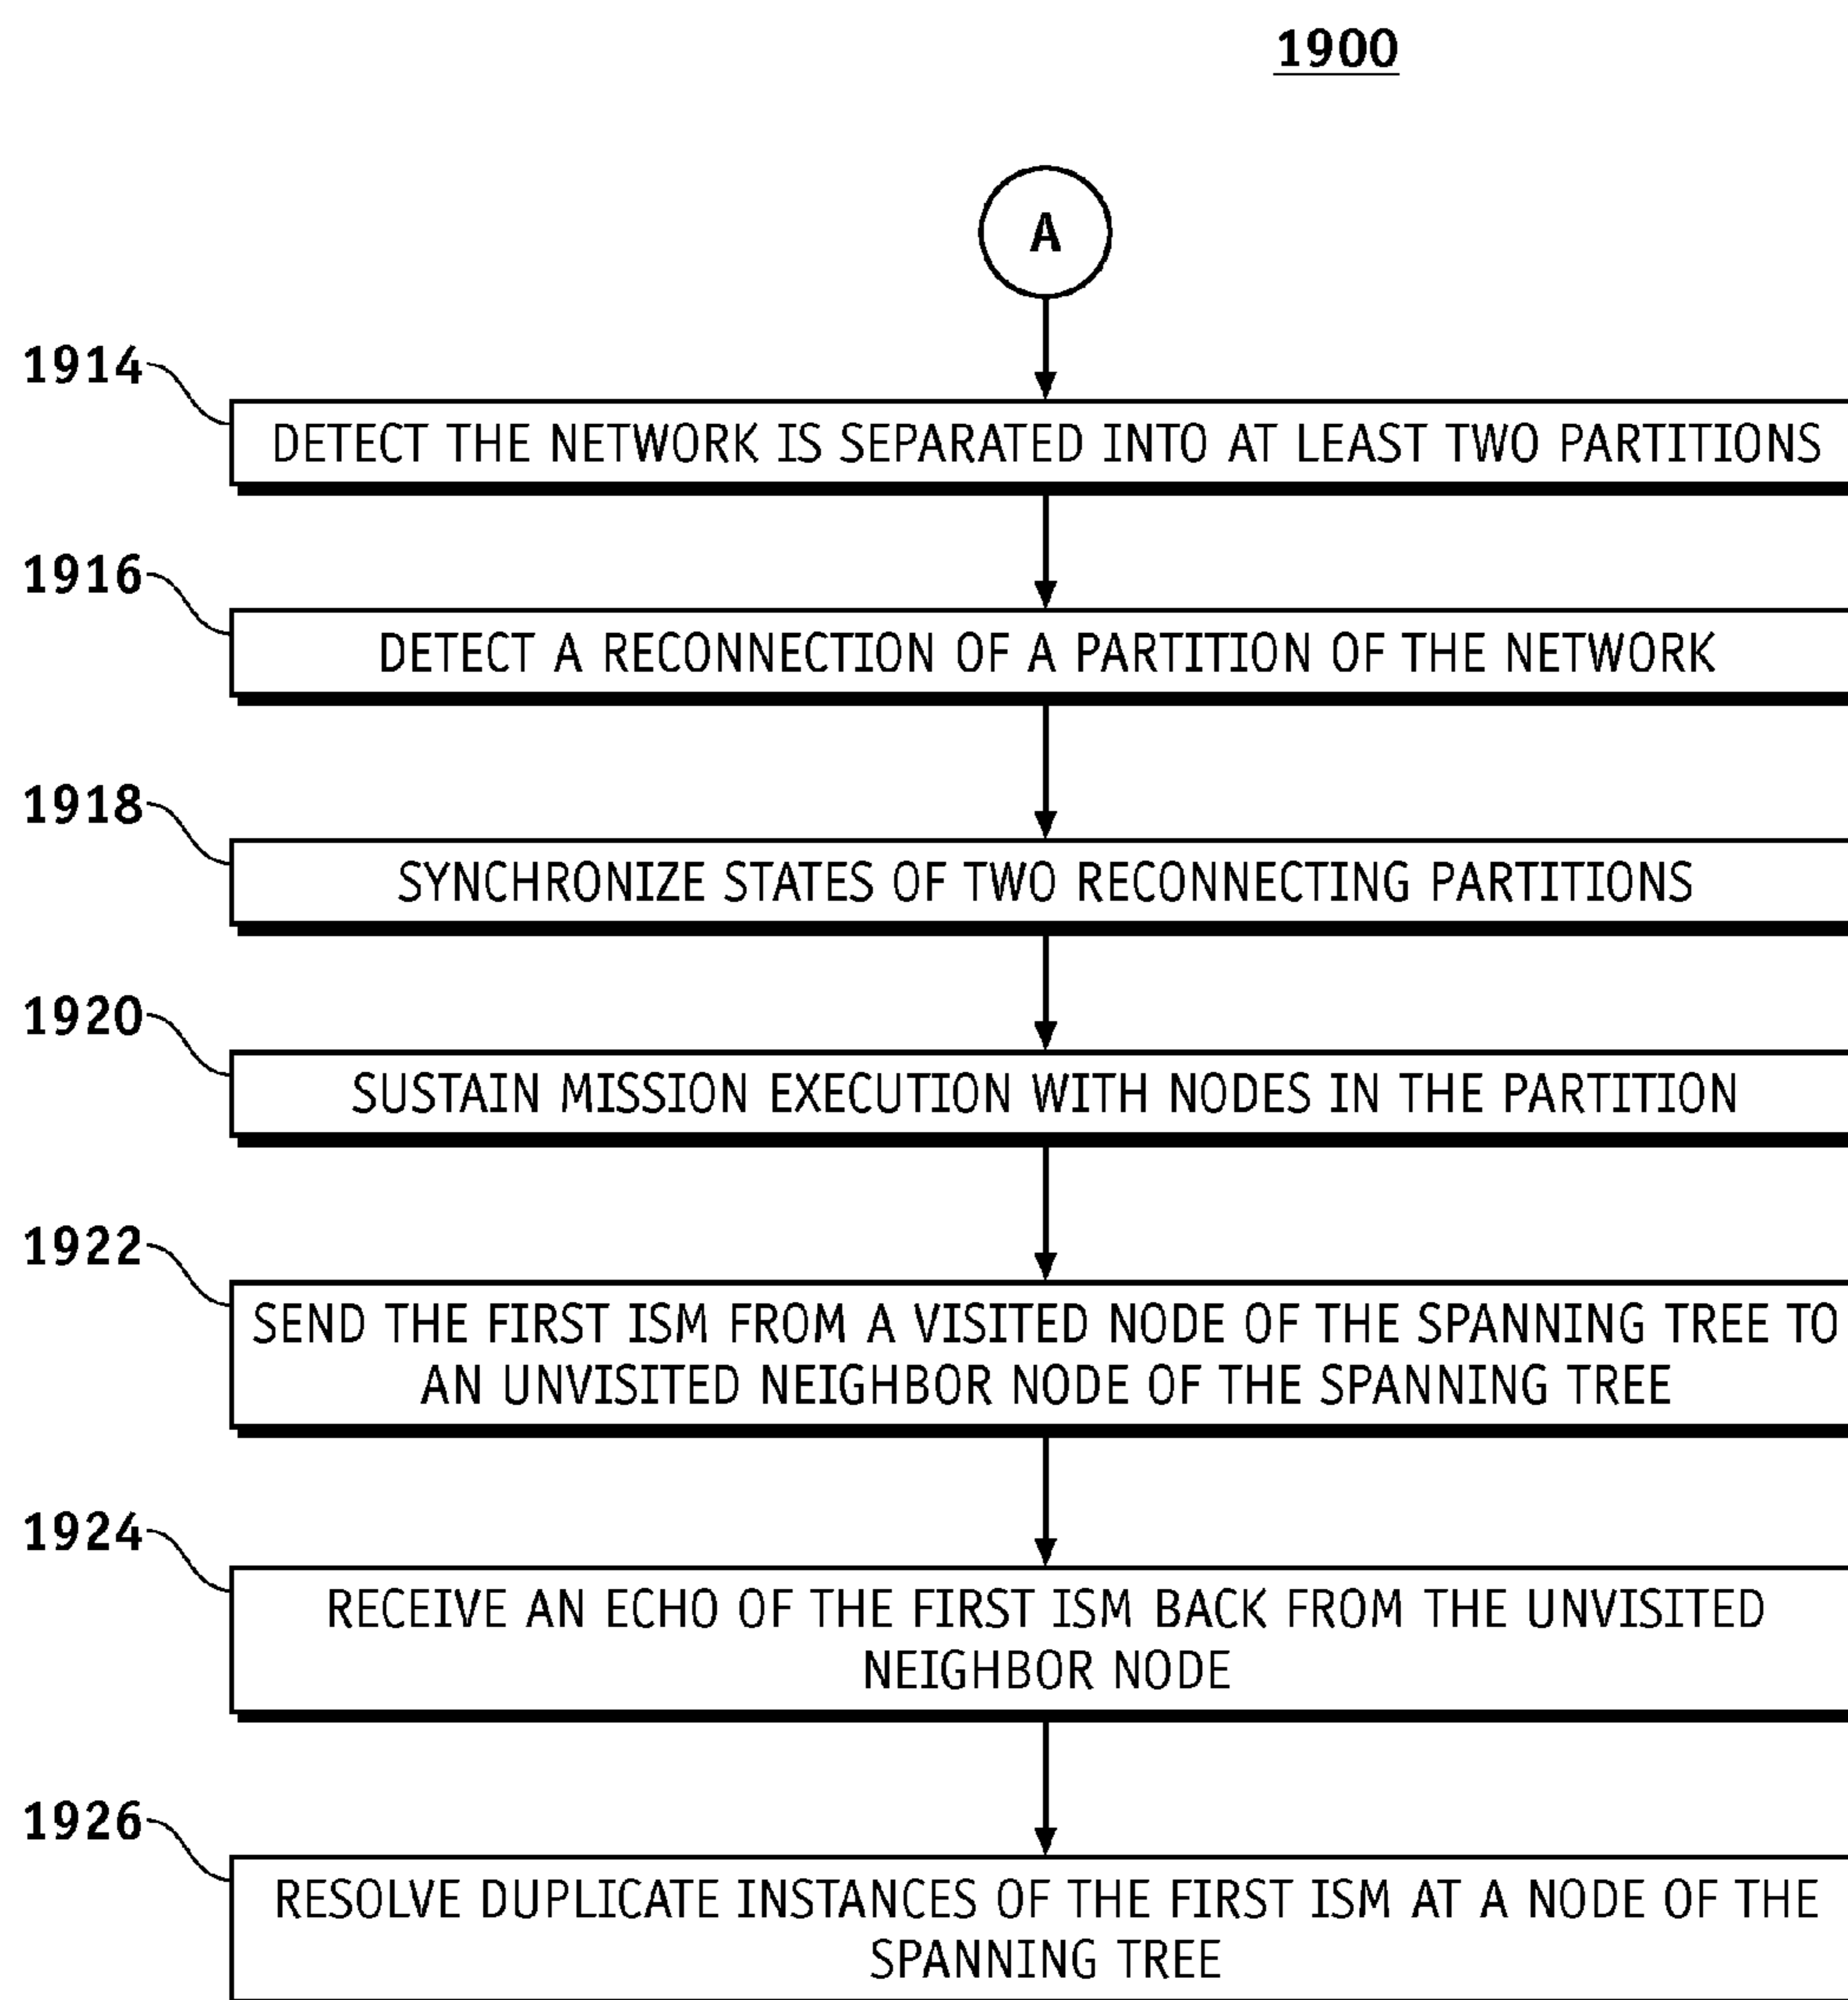 1900
A
1914
DETECT THE NETWORK IS SEPARATED INTO AT LEAST TWO PARTITIONS
1916
DETECT A RECONNECTION OF A PARTITION OF THE NETWORK
1918
SYNCHRONIZE STATES OF TWO RECONNECTING PARTITIONS
1920
SUSTAIN MISSION EXECUTION WITH NODES IN THE PARTITION
1922
SEND THE FIRST ISM FROM A VISITED NODE OF THE SPANNING TREE TO
AN UNVISITED NEIGHBOR NODE OF THE SPANNING TREE
1924
RECEIVE AN ECHO OF THE FIRST ISM BACK FROM THE UNVISITED
NEIGHBOR NODE
1926
RESOLVE DUPLICATE INSTANCES OF THE FIRST ISM AT A NODE OF THE
SPANNING TREE